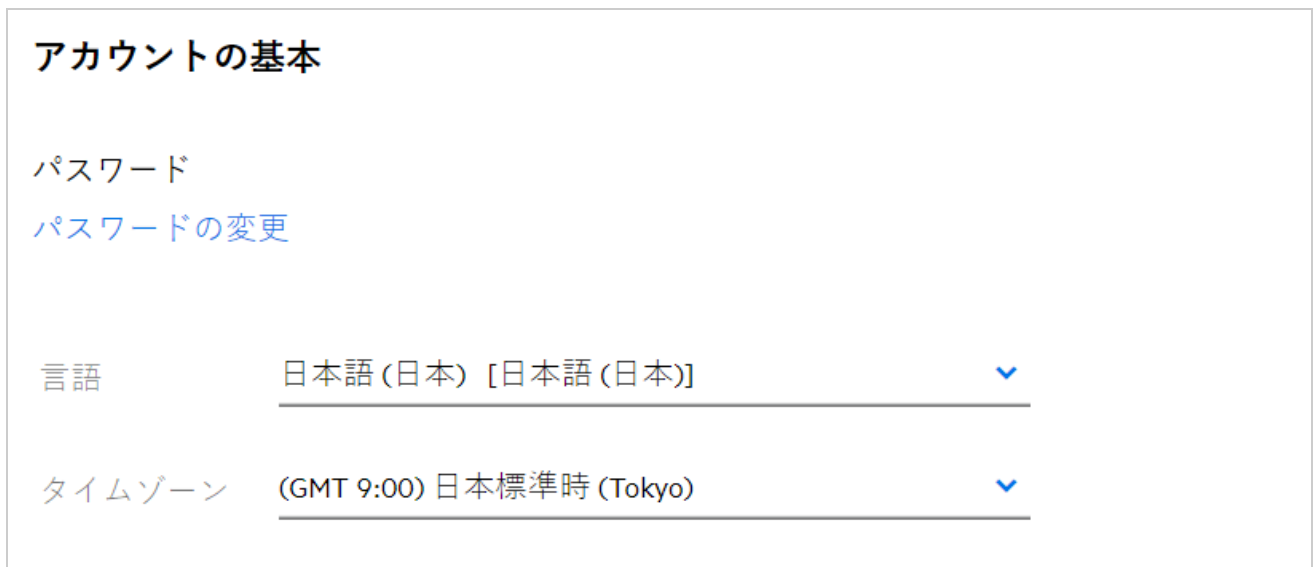 アカウントの基本
パスワード
パスワードの変更
言語 日本語 (日本) [日本語 (日本)]
タイムゾーン (GMT 9:00) 日本標準時 (Tokyo)